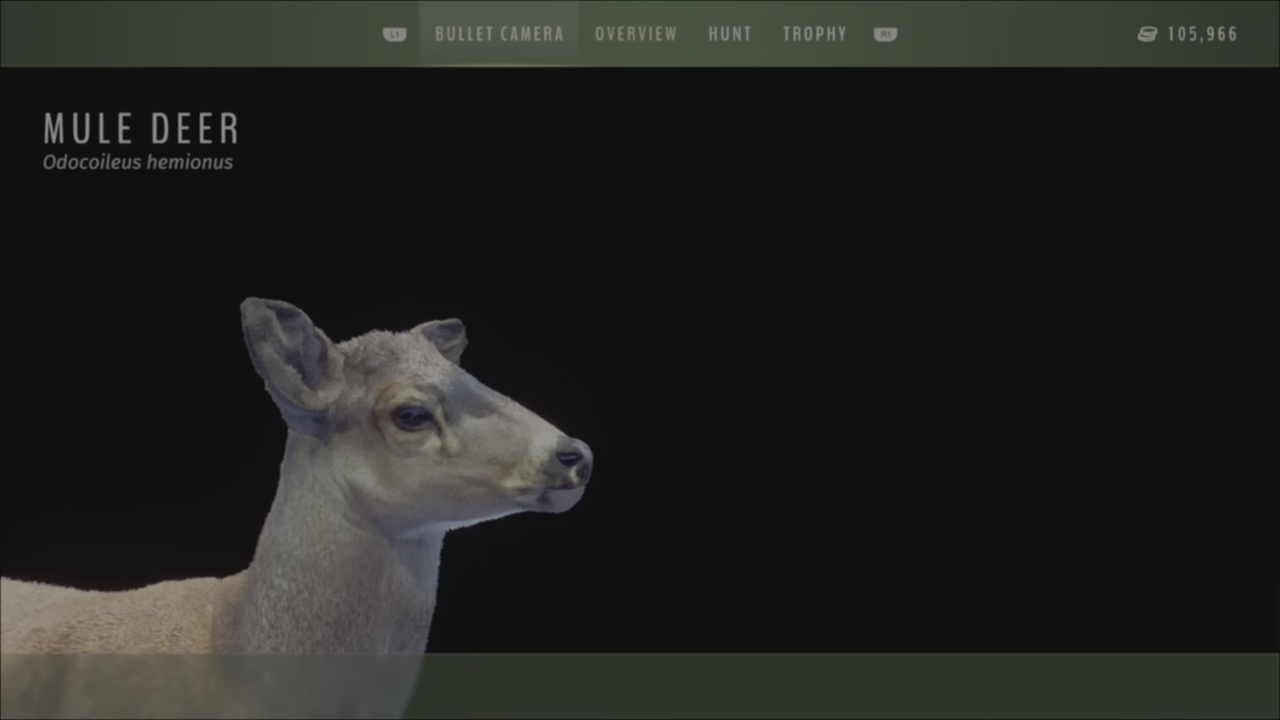 L1 BULLET CAMERA OVERVIEW HUNT TROPHY R1 105,966
MULE DEER
Odocoileus hemionus